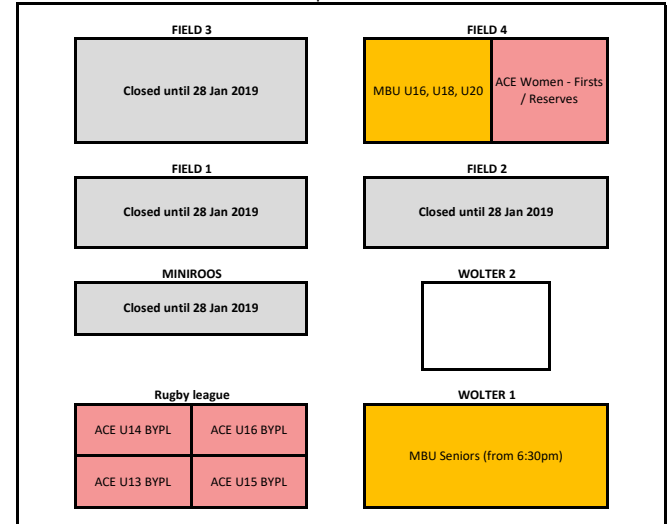 FIELD 3
FIELD 4
Closed until 28 Jan 2019
MBU U16, U18, U20
ACE Women - Firsts
/ Reserves
FIELD 1
FIELD 2
Closed until 28 Jan 2019
Closed until 28 Jan 2019
MINIROOS
WOLTER 2
Closed until 28 Jan 2019
Rugby league
WOLTER 1
ACE U14 BYPL
ACE U16 BYPL
MBU Seniors (from 6:30pm)
ACE U13 BYPL
ACE U15 BYPL